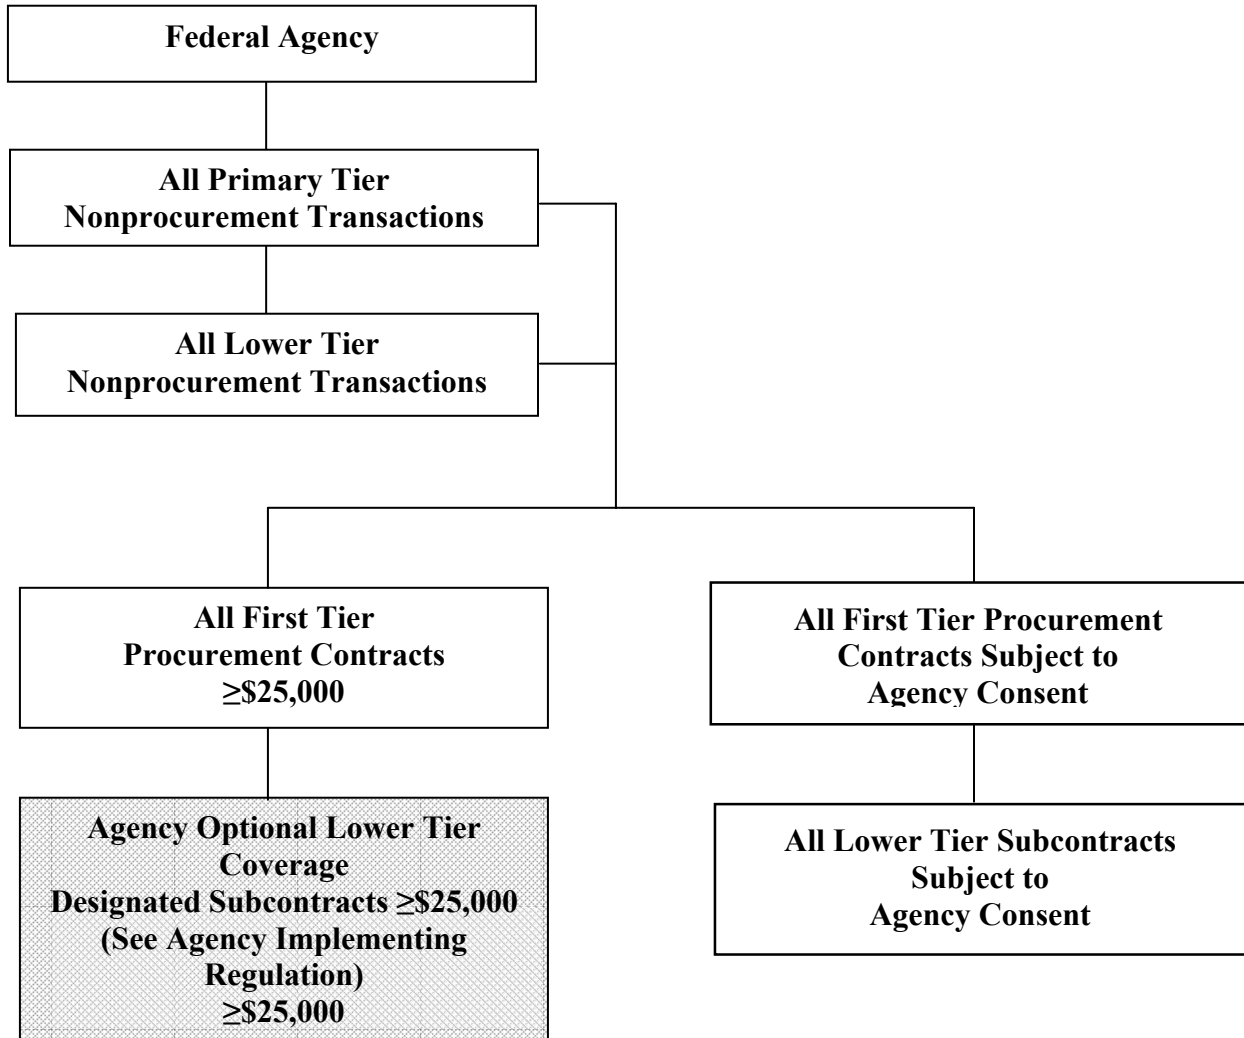 Federal Agency
All Primary Tier
Nonprocurement Transactions
All Lower Tier
Nonprocurement Transactions
All First Tier
Procurement Contracts
≥$25,000
All First Tier Procurement
Contracts Subject to
Agency Consent
Agency Optional Lower Tier
Coverage
Designated Subcontracts ≥$25,000
(See Agency Implementing
Regulation)
≥$25,000
All Lower Tier Subcontracts
Subject to
Agency Consent